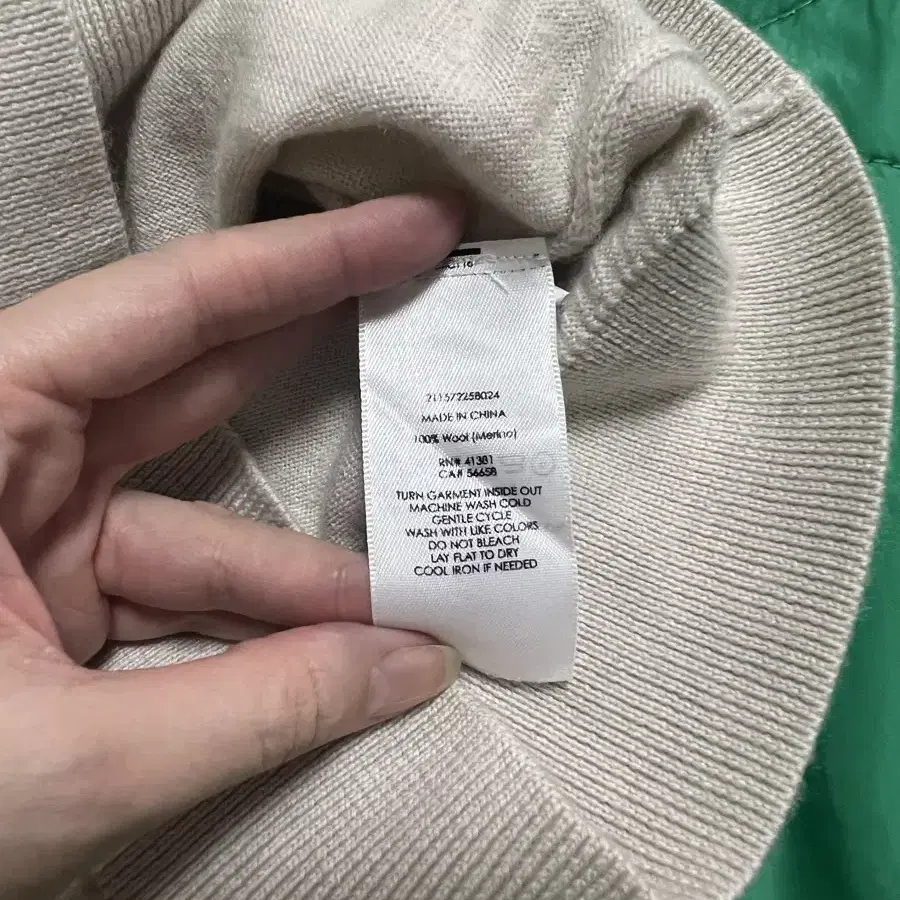 211572258024
MADE IN CHINA
100% Wool (Merino)
RN# 41381
CA# 56658
TURN GARMENT INSIDE OUT
MACHINE WASH COLD
GENTLE CYCLE
WASH WITH LIKE COLORS
DO NOT BLEACH
LAY FLAT TO DRY
COOL IRON IF NEEDED